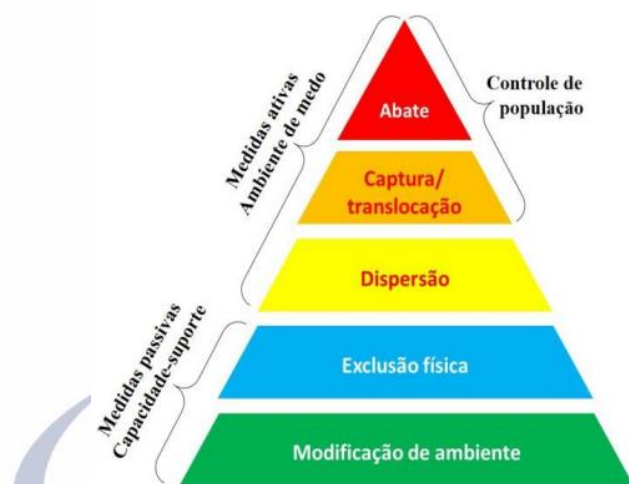 Abate
Captura/
translocação
Dispersão
Exclusão física
Modificação de ambiente
Medidas ativas
Ambiente de medo
Medidas passivas
Capacidade-suporte
Controle de
população